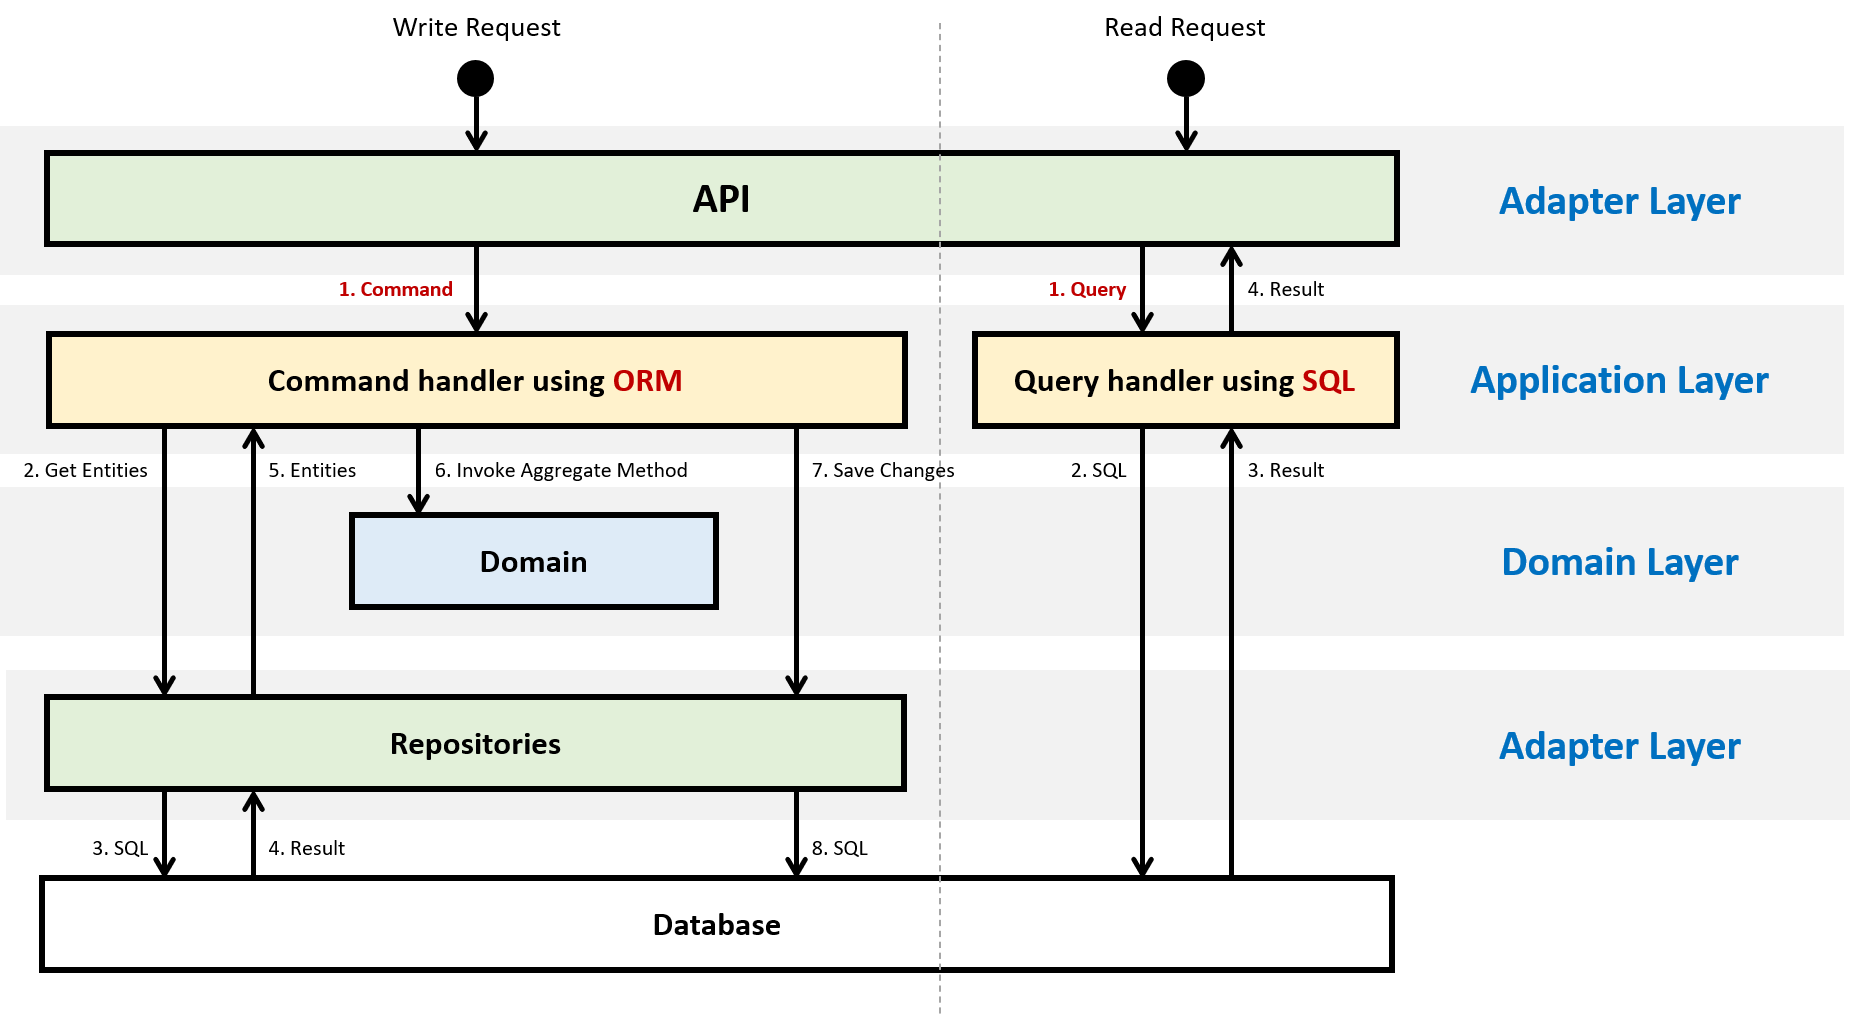 Write Request
Read Request
API
Adapter Layer
1. Command
1. Query
4. Result
Command handler using ORM
Query handler using SQL
Application Layer
2. Get Entities
5. Entities
6. Invoke Aggregate Method
7. Save Changes
2. SQL
3. Result
Domain
Domain Layer
Repositories
Adapter Layer
3. SQL
4. Result
8. SQL
Database